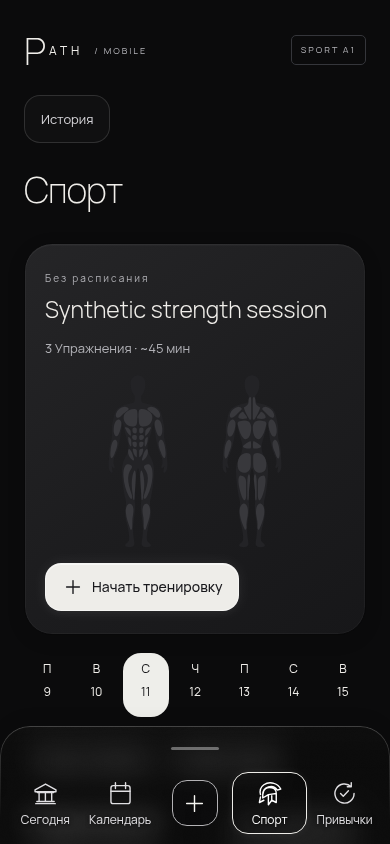 PATH / MOBILE SPORT A1
История
Спорт
Без расписания
Synthetic strength session
3 Упражнения · ~45 мин
Начать тренировку
П В С Ч П С В
9 10 11 12 13 14 15
Сегодня Календарь Спорт Привычки